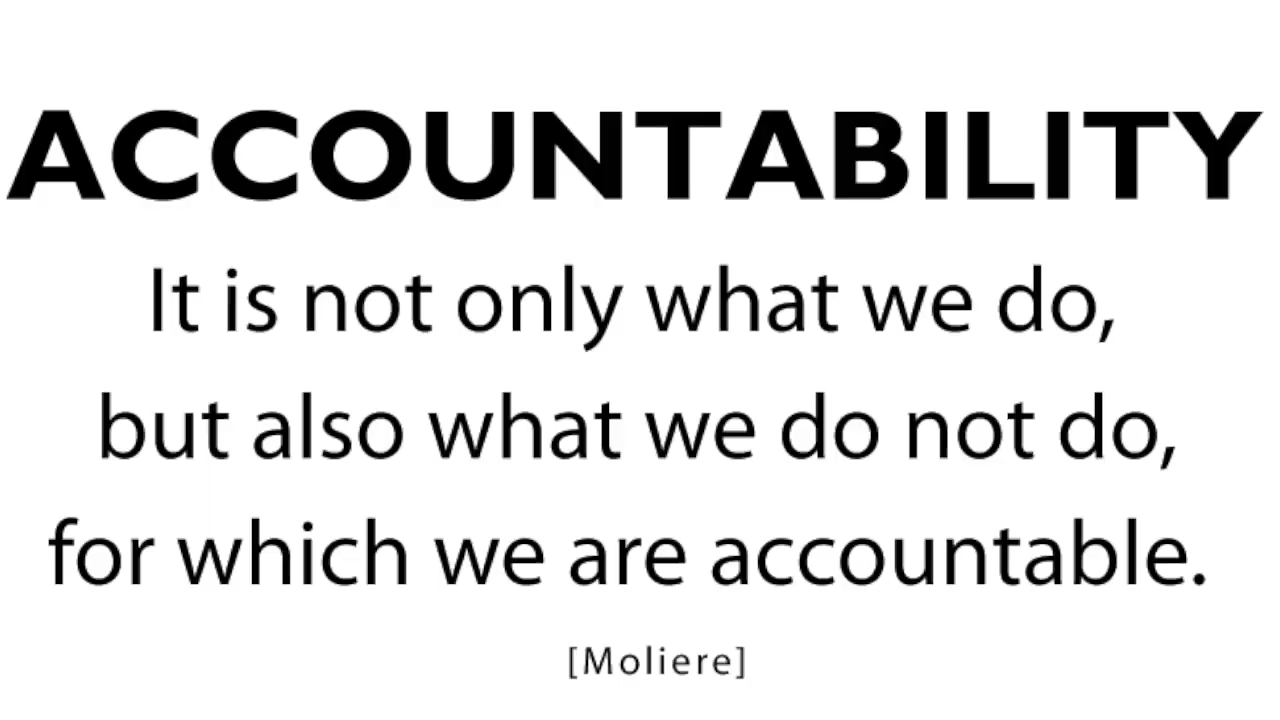 ACCOUNTABILITY
It is not only what we do,
but also what we do not do,
for which we are accountable.
[Moliere]